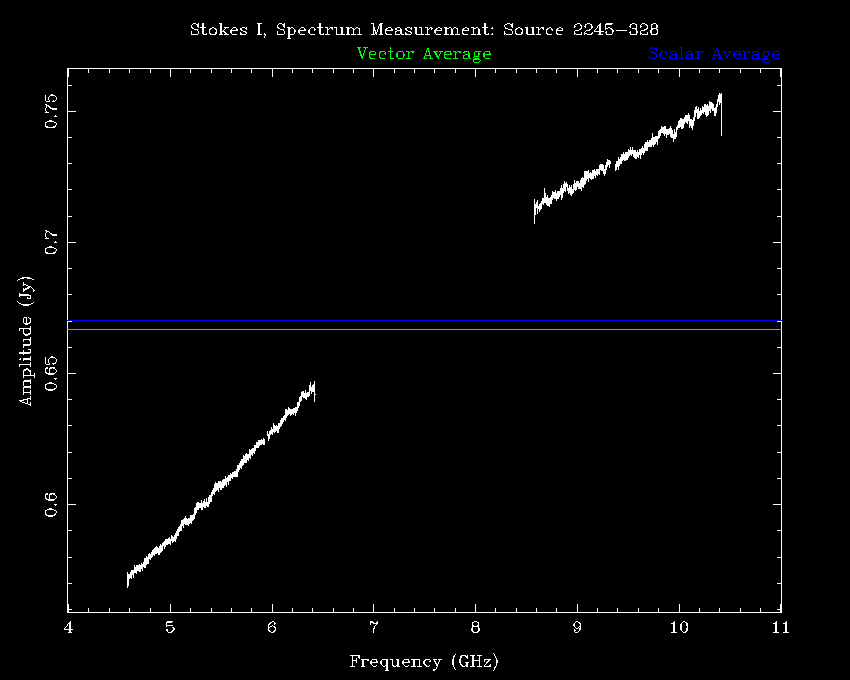 Stokes I, Spectrum Measurement: Source 2245−328
Vector Average Scalar Average
0.75
0.7
0.65
0.6
Amplitude (Jy)
4 5 6 7 8 9 10 11
Frequency (GHz)